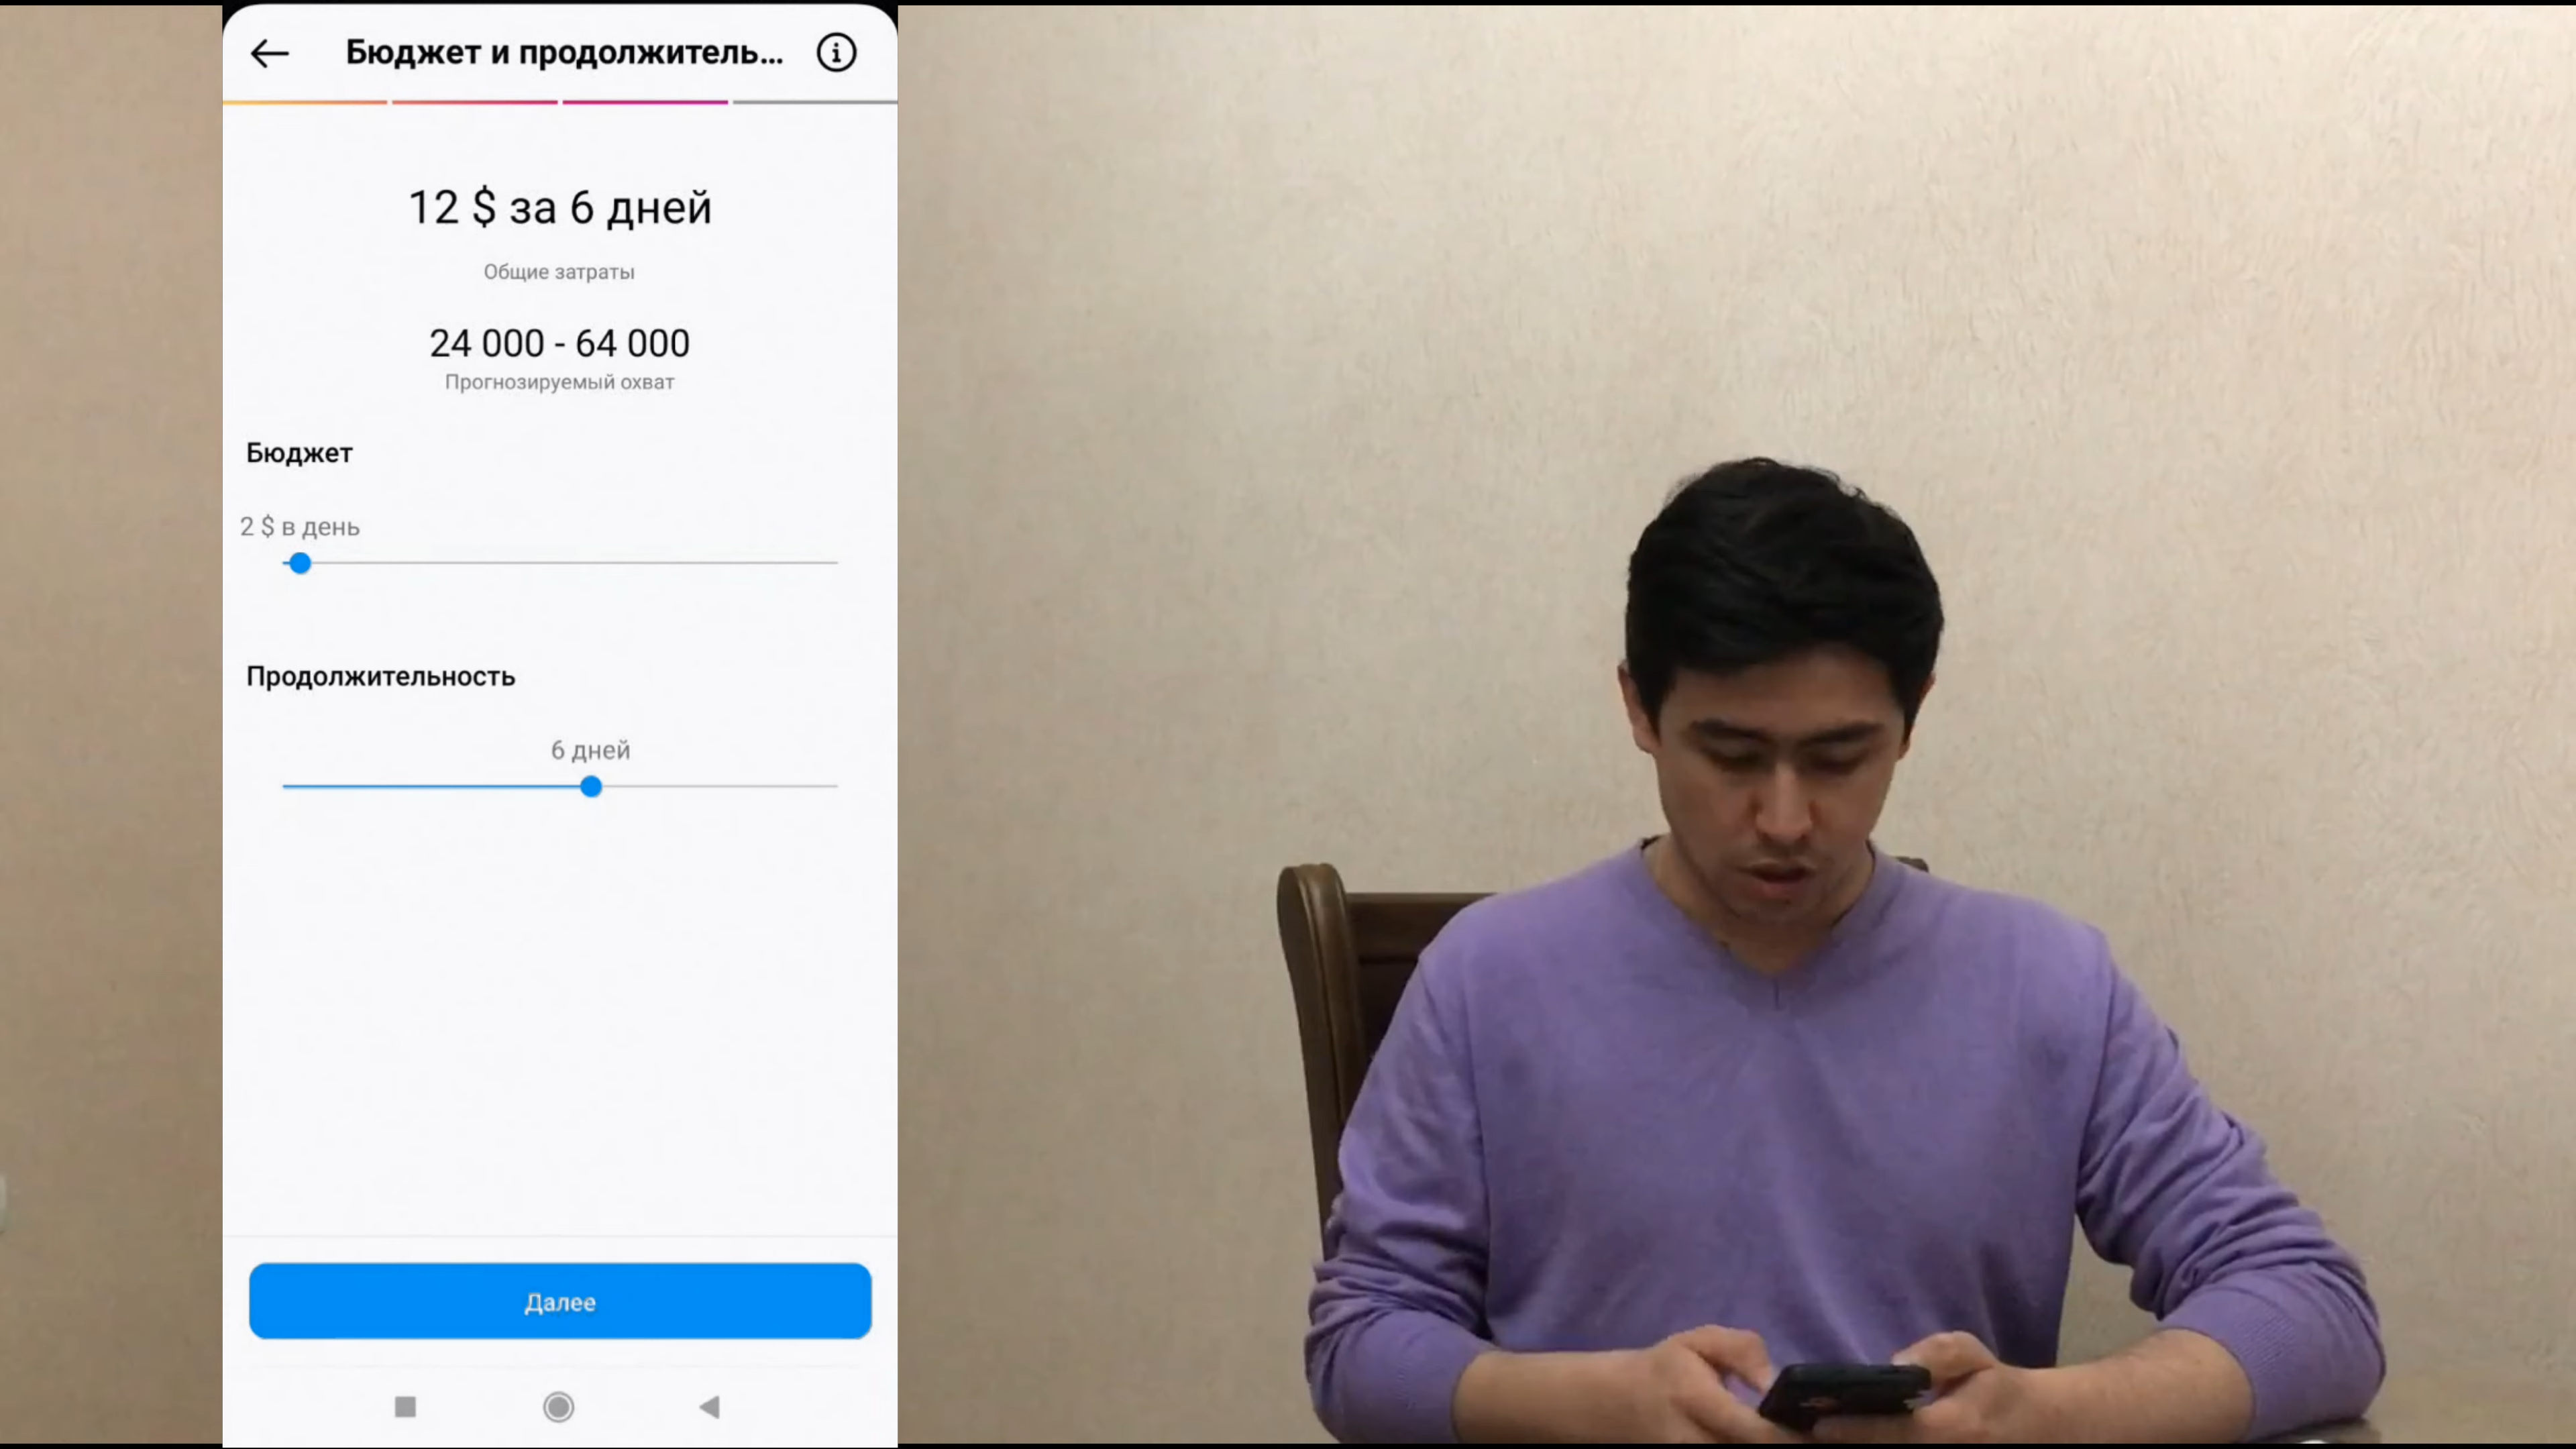 Бюджет и продолжитель...
12 $ за 6 дней
Общие затраты
24 000 - 64 000
Прогнозируемый охват
Бюджет
2 $ в день
Продолжительность
6 дней
Далее